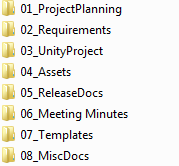 01_ProjectPlanning
02_Requirements
03_UnityProject
04_Assets
05_ReleaseDocs
06_Meeting Minutes
07_Templates
08_MiscDocs